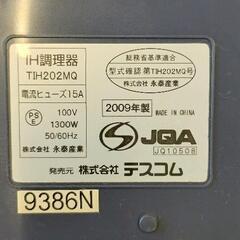 IH調理器
TIH202MQ
電流ヒューズ15A
総務省基準適合
型式確認 第TIH202MQ号
株式会社 永泰産業
PSE
100V
1300W
50/60Hz
株式会社 永泰産業
2009年製
MADE IN CHINA
JQA
JQ10508
発売元 株式会社 テスコム
9386N